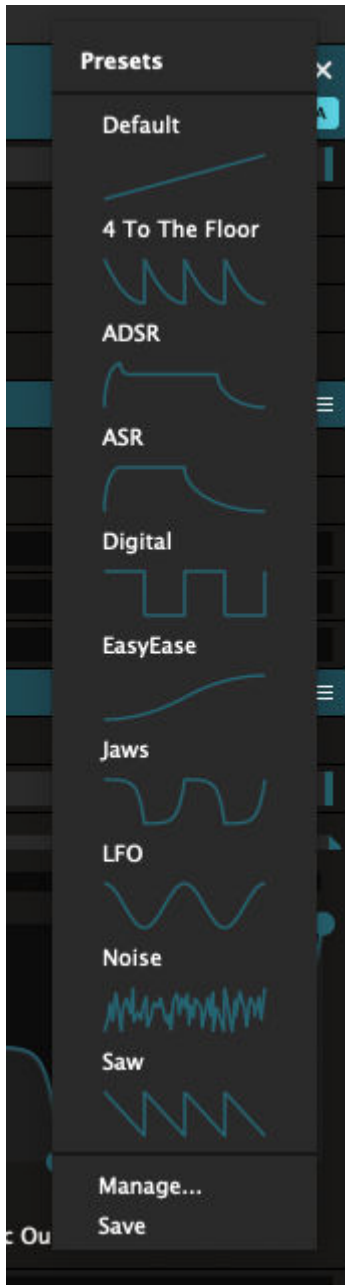 Presets
A
Default
4 To The Floor
ADSR
ASR
Digital
EasyEase
Jaws
LFO
Noise
Saw
Manage...
Save